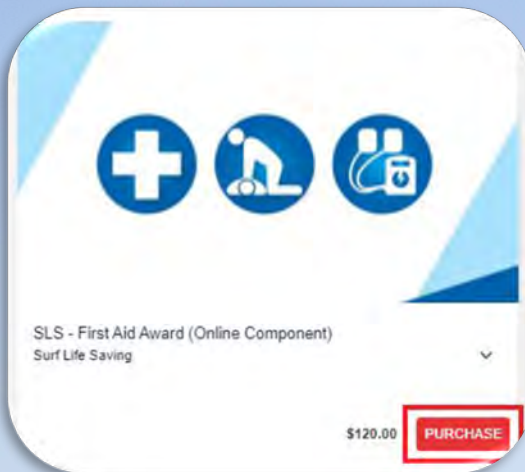 SLS - First Aid Award (Online Component)
Surf Life Saving
$120.00 PURCHASE